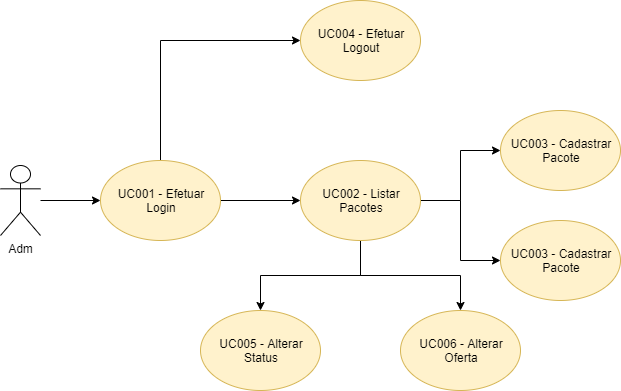 UC004 - Efetuar
Logout
UC003 - Cadastrar
Pacote
UC001 - Efetuar
Login
UC002 - Listar
Pacotes
Adm
UC003 - Cadastrar
Pacote
UC005 - Alterar
Status
UC006 - Alterar
Oferta